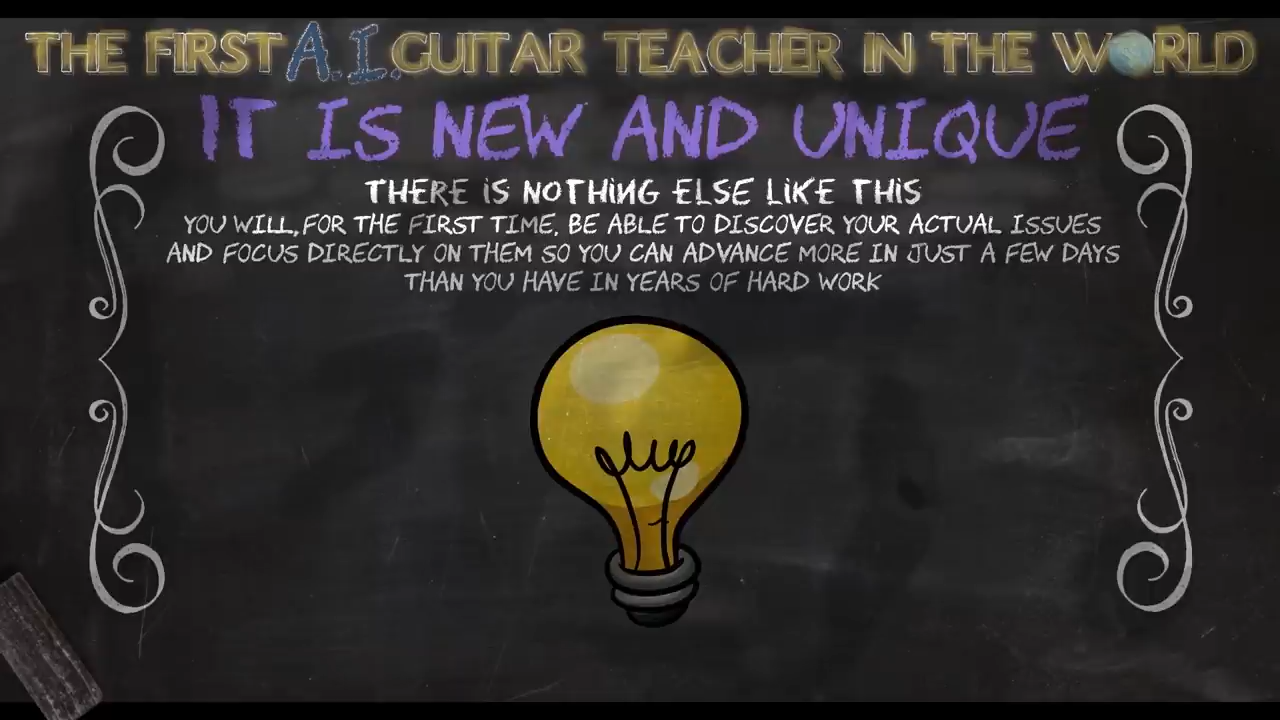 THE FIRST A.I. GUITAR TEACHER IN THE WORLD
IT IS NEW AND UNIQUE
THERE IS NOTHING ELSE LIKE THIS
YOU WILL, FOR THE FIRST TIME, BE ABLE TO DISCOVER YOUR ACTUAL ISSUES
AND FOCUS DIRECTLY ON THEM SO YOU CAN ADVANCE MORE IN JUST A FEW DAYS
THAN YOU HAVE IN YEARS OF HARD WORK